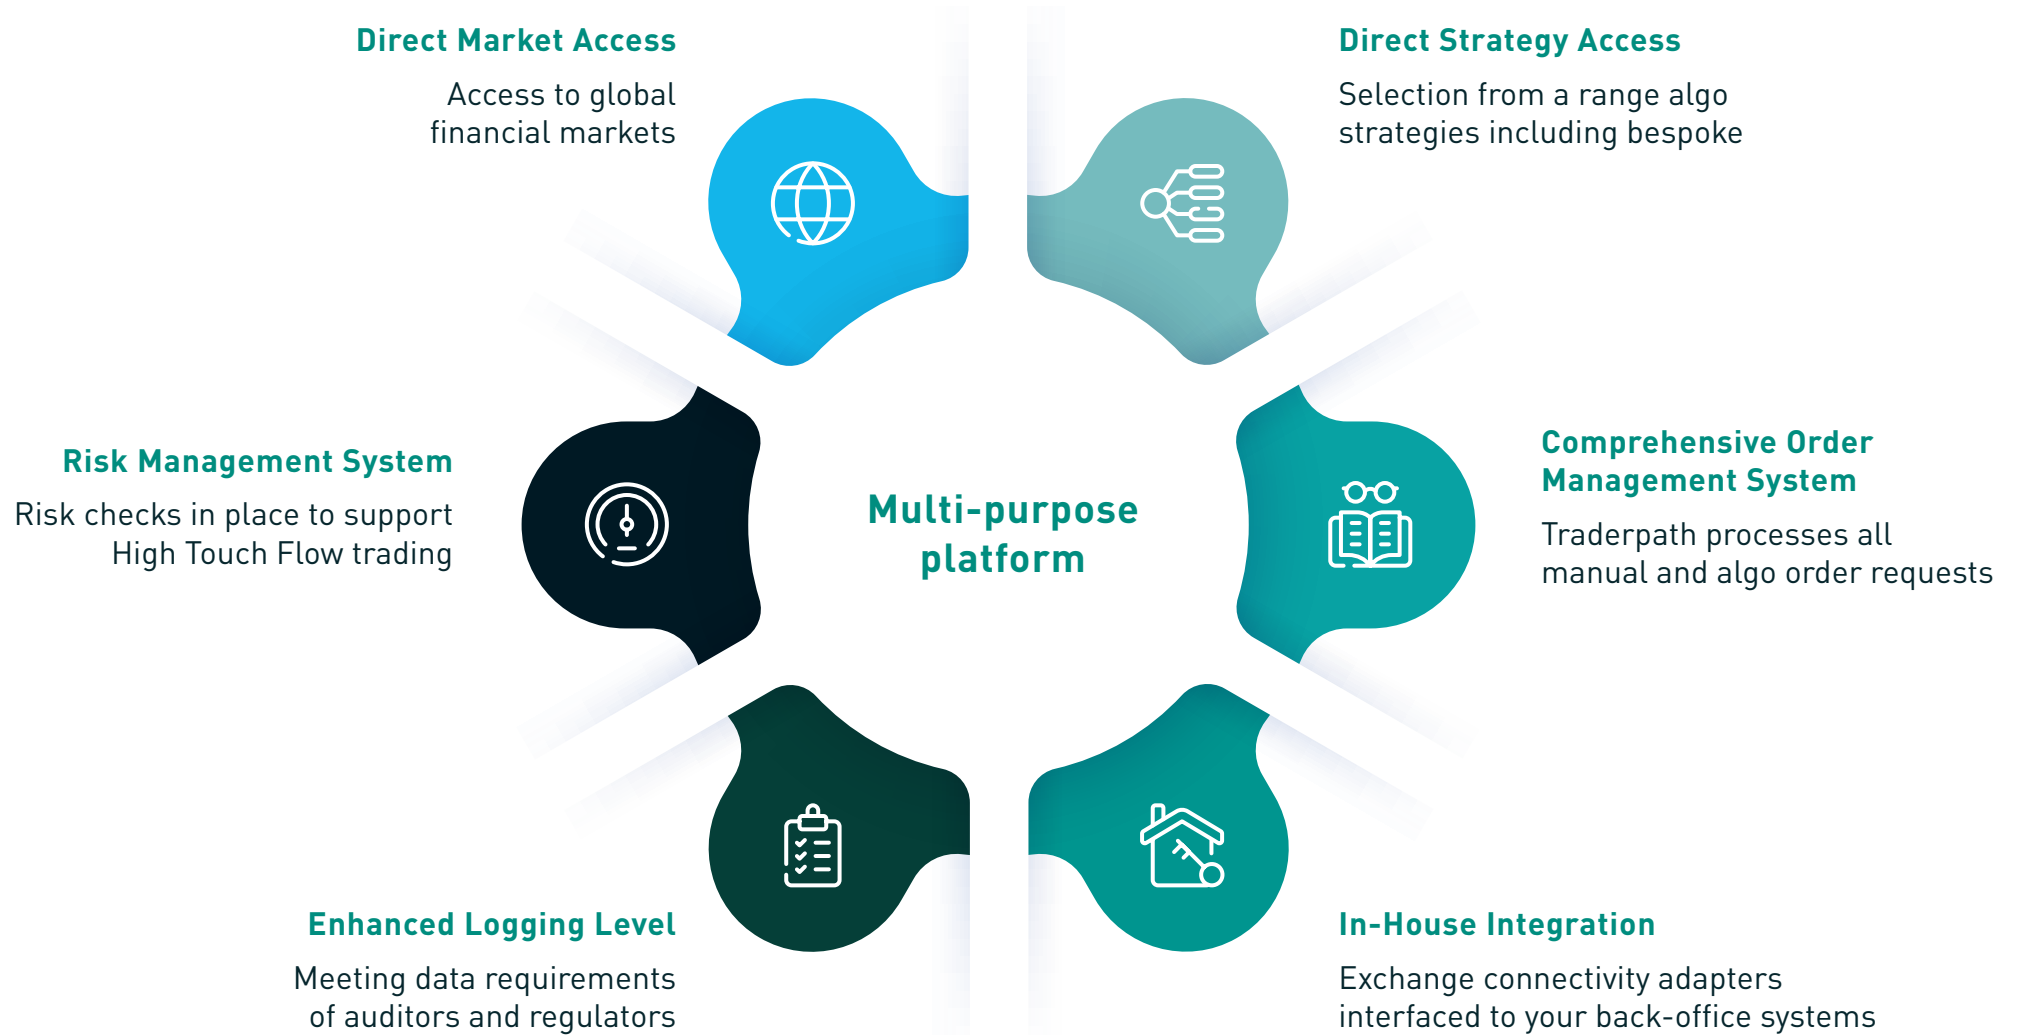 Direct Market Access
Access to global
financial markets
Direct Strategy Access
Selection from a range algo
strategies including bespoke
Risk Management System
Risk checks in place to support
High Touch Flow trading
Multi-purpose
platform
Comprehensive Order
Management System
Traderpath processes all
manual and algo order requests
Enhanced Logging Level
Meeting data requirements
of auditors and regulators
In-House Integration
Exchange connectivity adapters
interfaced to your back-office systems